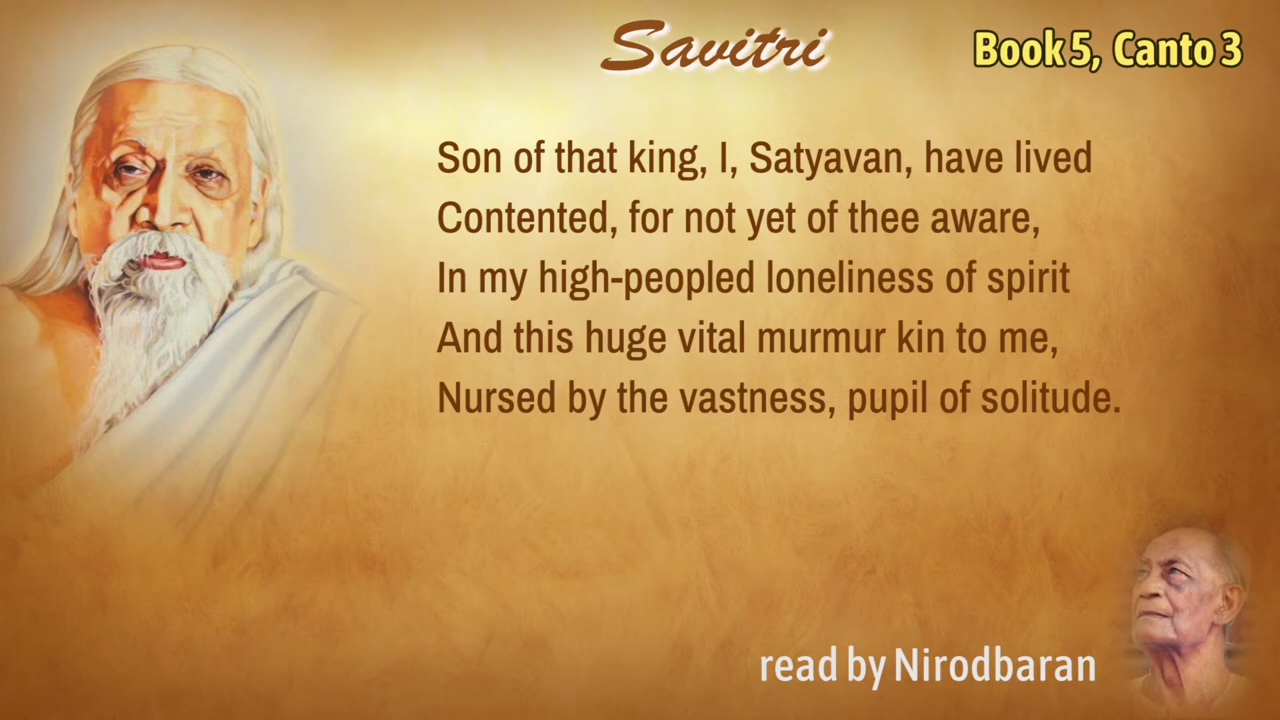 Savitri
Book 5, Canto 3
Son of that king, I, Satyavan, have lived
Contented, for not yet of thee aware,
In my high-peopled loneliness of spirit
And this huge vital murmur kin to me,
Nursed by the vastness, pupil of solitude.
read by Nirodbaran